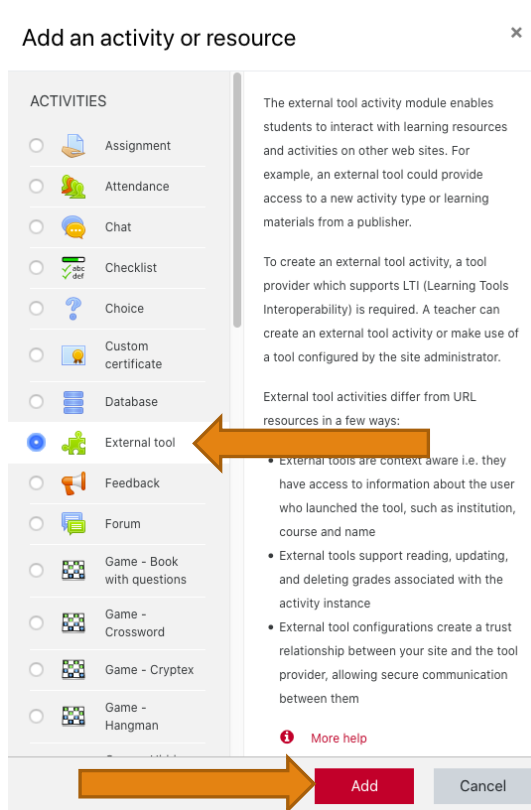 Add an activity or resource
×
ACTIVITIES
Assignment
Attendance
Chat
abc
def
Checklist
Choice
Custom
certificate
Database
External tool
Feedback
Forum
Game - Book
with questions
Game -
Crossword
Game - Cryptex
Game -
Hangman
The external tool activity module enables
students to interact with learning resources
and activities on other web sites. For
example, an external tool could provide
access to a new activity type or learning
materials from a publisher.
To create an external tool activity, a tool
provider which supports LTI (Learning Tools
Interoperability) is required. A teacher can
create an external tool activity or make use of
a tool configured by the site administrator.
External tool activities differ from URL
resources in a few ways:
• External tools are context aware i.e. they
have access to information about the user
who launched the tool, such as institution,
course and name
• External tools support reading, updating,
and deleting grades associated with the
activity instance
• External tool configurations create a trust
relationship between your site and the tool
provider, allowing secure communication
between them
More help
Add
Cancel